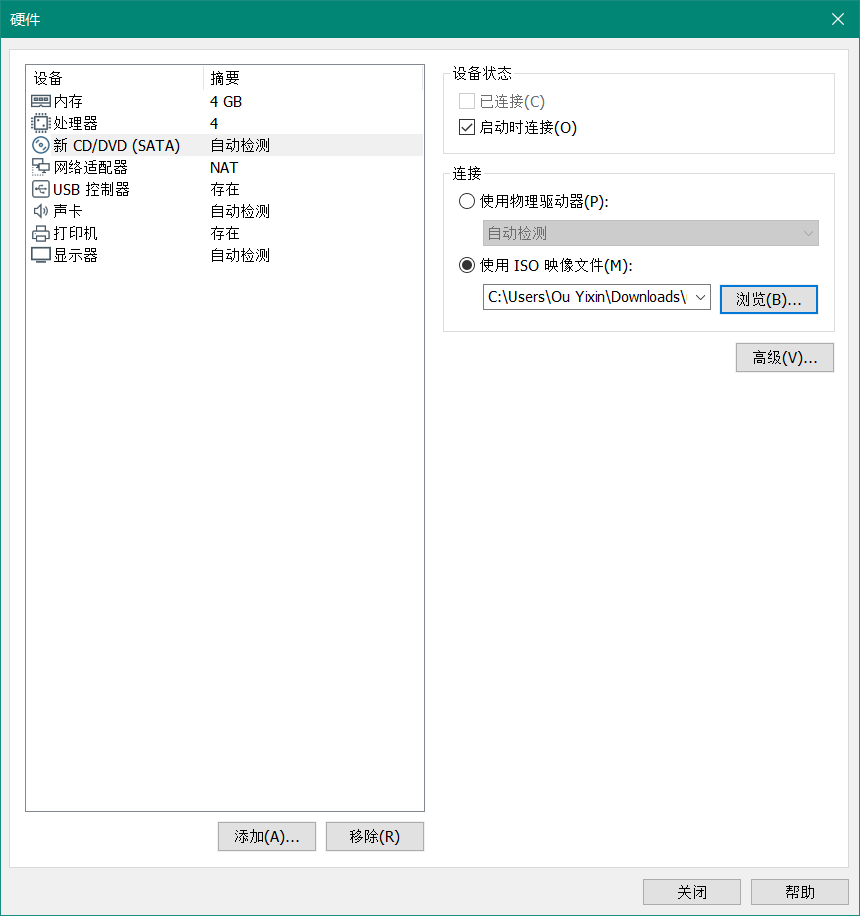 硬件
设备 摘要
内存 4 GB
处理器 4
新 CD/DVD (SATA) 自动检测
网络适配器 NAT
USB 控制器 存在
声卡 自动检测
打印机 存在
显示器 自动检测
添加(A)... 移除(R)
设备状态
已连接(C)
启动时连接(O)
连接
使用物理驱动器(P):
自动检测
使用 ISO 映像文件(M):
C:\Users\Ou Yixin\Downloads\ 浏览(B)...
高级(V)...
关闭 帮助